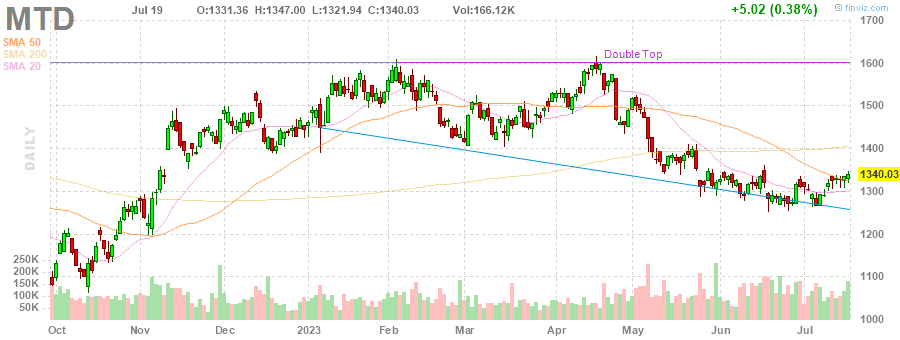 MTD Jul 19 O:1331.36 H:1347.00 L:1321.94 C:1340.03 Vol:166.12K +5.02 (0.38%) © finviz.com
SMA 50
SMA 200
SMA 20
DAILY
Double Top
1700
1600
1500
1400
1340.03
1300
1200
1100
1000
250K
200K
150K
100K
50K
Oct Nov Dec 2023 Feb Mar Apr May Jun Jul